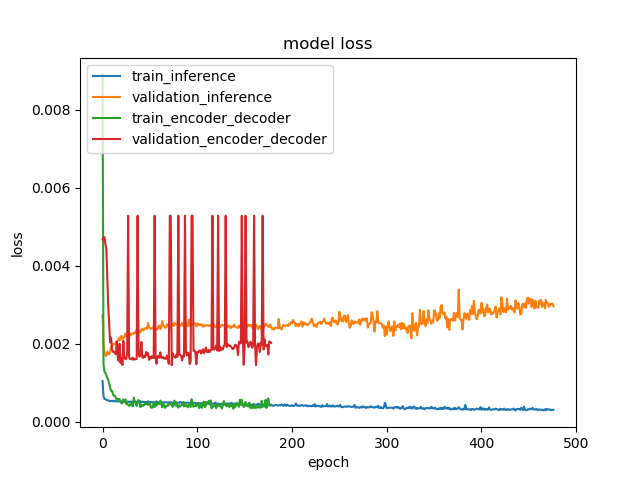 model loss
train_inference
validation_inference
train_encoder_decoder
validation_encoder_decoder
loss
0.008
0.006
0.004
0.002
0.000
0 100 200 300 400 500
epoch